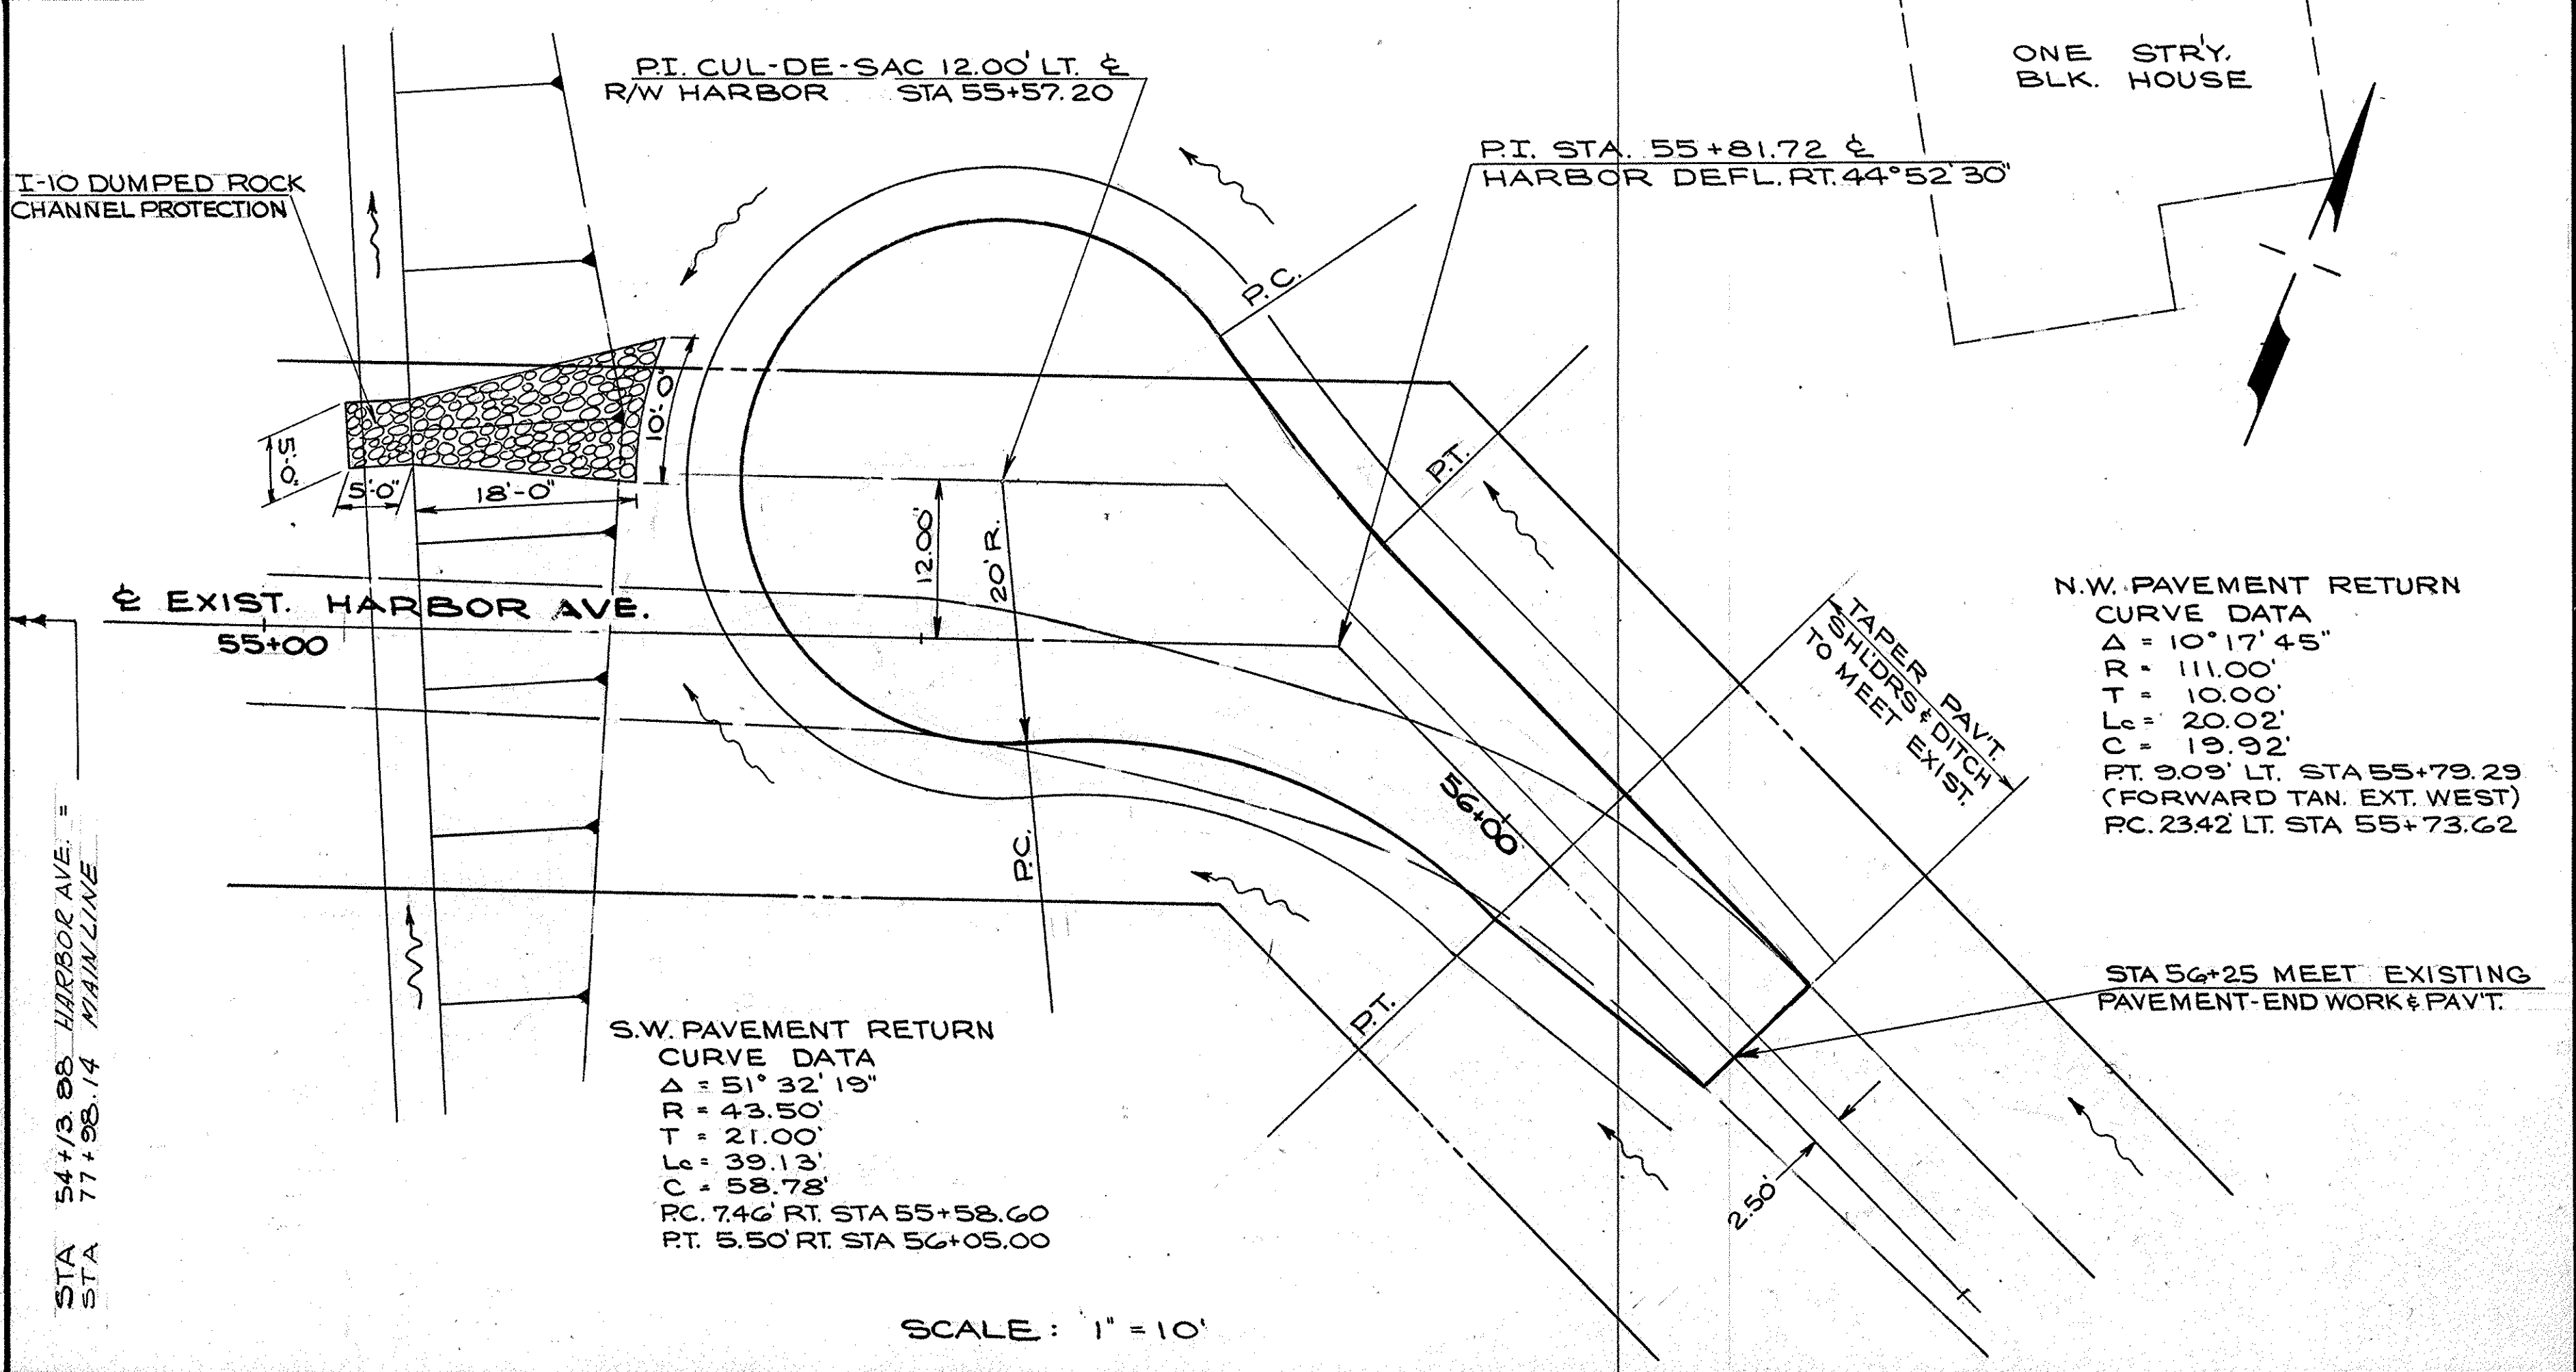 P.I. CUL-DE-SAC 12.00' LT. ℄
R/W HARBOR STA 55+57.20
ONE STR'Y.
BLK. HOUSE
P.I. STA. 55+81.72 ℄
HARBOR DEFL. RT. 44°52'30"
I-10 DUMPED ROCK
CHANNEL PROTECTION
P.C.
10'-0
P.T.
5'-0"
5'-0"
18'-0"
12.00'
20' R.
℄ EXIST. HARBOR AVE.
55+00
TAPER PAV'T.
SHL'DRS & DITCH
TO MEET EXIST.
N.W. PAVEMENT RETURN
CURVE DATA
Δ = 10° 17' 45"
R = 111.00'
T = 10.00'
Lc = 20.02'
C = 19.92'
P.T. 9.09' LT. STA 55+79.29
(FORWARD TAN. EXT. WEST)
P.C. 23.42' LT. STA 55+73.62
56+00
P.C.
STA 54+13.88 HARBOR AVE. =
STA 77+98.14 MAIN LINE
STA 56+25 MEET EXISTING
PAVEMENT-END WORK & PAV'T.
P.T.
S.W. PAVEMENT RETURN
CURVE DATA
Δ = 51° 32' 19"
R = 43.50'
T = 21.00'
Lc = 39.13'
C = 58.78'
P.C. 7.46' RT. STA 55+58.60
P.T. 5.50' RT. STA 56+05.00
2.50'
SCALE: 1" = 10'